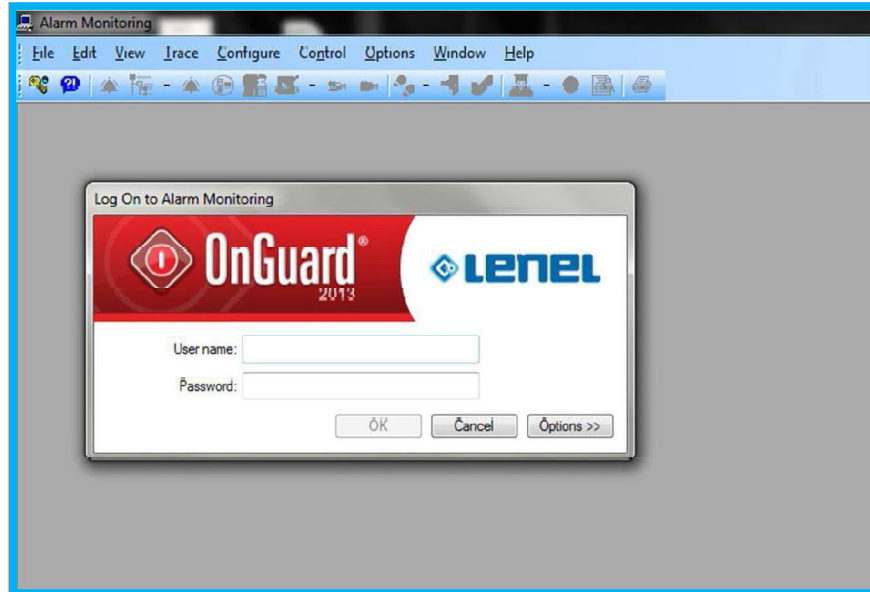 Alarm Monitoring
File Edit View Trace Configure Control Options Window Help
Log On to Alarm Monitoring
OnGuard®
2013
LENEL
User name:
Password:
OK Cancel Options >>